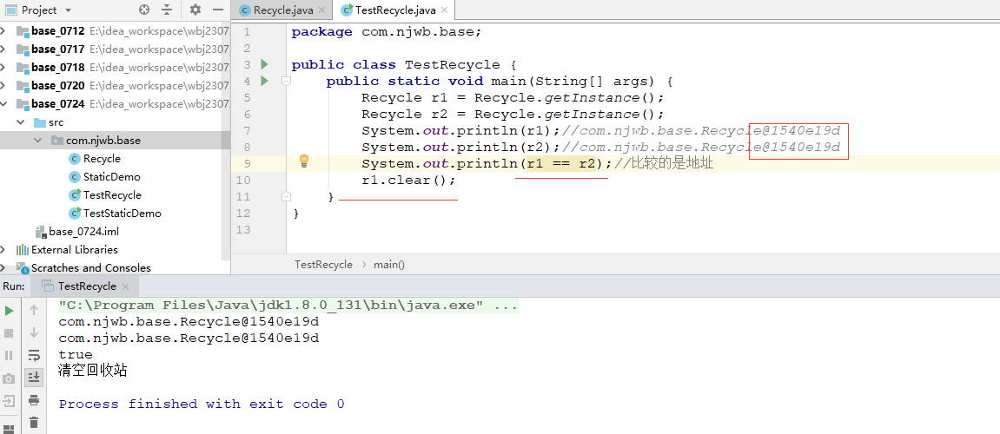 Project
Recycle.java
TestRecycle.java
base_0712 E:\idea_workspace\wbj2307
base_0717 E:\idea_workspace\wbj2307
base_0718 E:\idea_workspace\wbj2307
base_0720 E:\idea_workspace\wbj2307
base_0724 E:\idea_workspace\wbj2307
src
com.njwb.base
Recycle
StaticDemo
TestRecycle
TestStaticDemo
base_0724.iml
External Libraries
Scratches and Consoles
1 package com.njwb.base;
2
3 public class TestRecycle {
4 public static void main(String[] args) {
5 Recycle r1 = Recycle.getInstance();
6 Recycle r2 = Recycle.getInstance();
7 System.out.println(r1);//com.njwb.base.Recycle@1540e19d
8 System.out.println(r2);//com.njwb.base.Recycle@1540e19d
9 System.out.println(r1 == r2);//比较的是地址
10 r1.clear();
11 }
12 }
13
TestRecycle › main()
Run: TestRecycle
"C:\Program Files\Java\jdk1.8.0_131\bin\java.exe" ...
com.njwb.base.Recycle@1540e19d
com.njwb.base.Recycle@1540e19d
true
清空回收站
Process finished with exit code 0